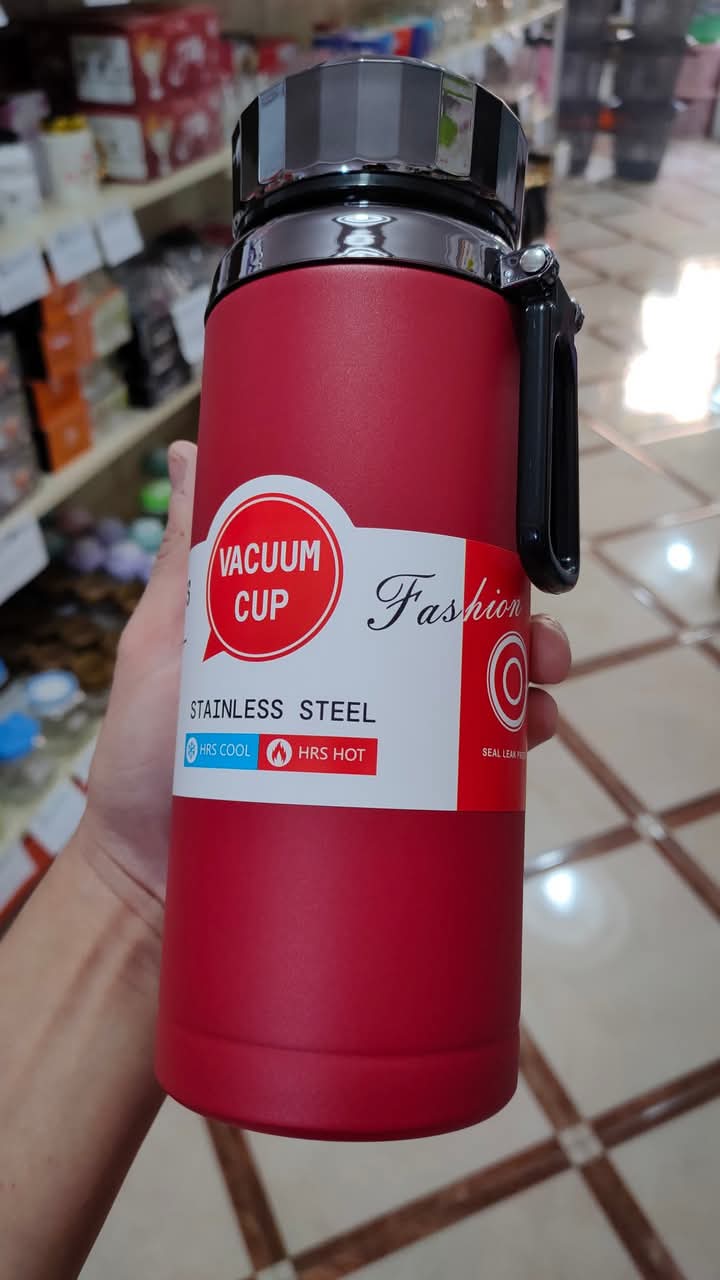 VACUUM
CUP
Fashion
STAINLESS STEEL
HRS COOL
HRS HOT
SEAL LEAK